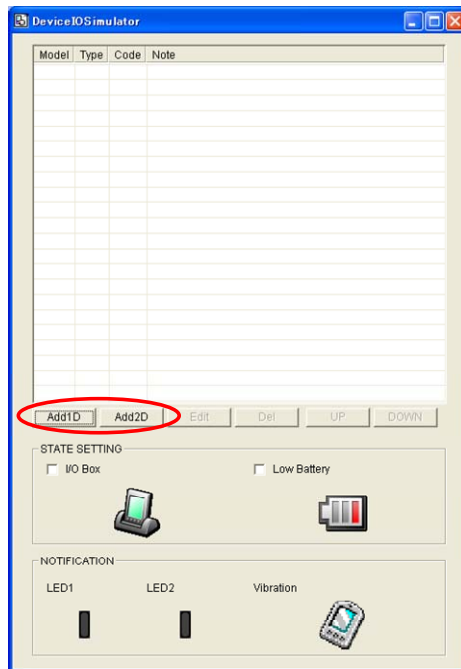 DeviceIOSimulator
Model Type Code Note
Add1D Add2D Edit Del UP DOWN
STATE SETTING
I/O Box Low Battery
NOTIFICATION
LED1 LED2 Vibration